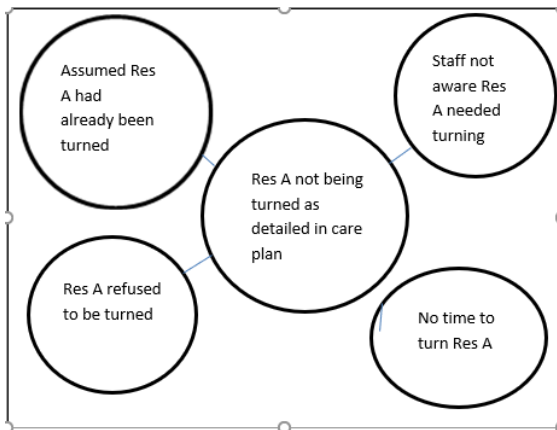 Assumed Res
A had
already been
turned
Staff not
aware Res
A needed
turning
Res A not being
turned as
detailed in care
plan
Res A refused
to be turned
No time to
turn Res A